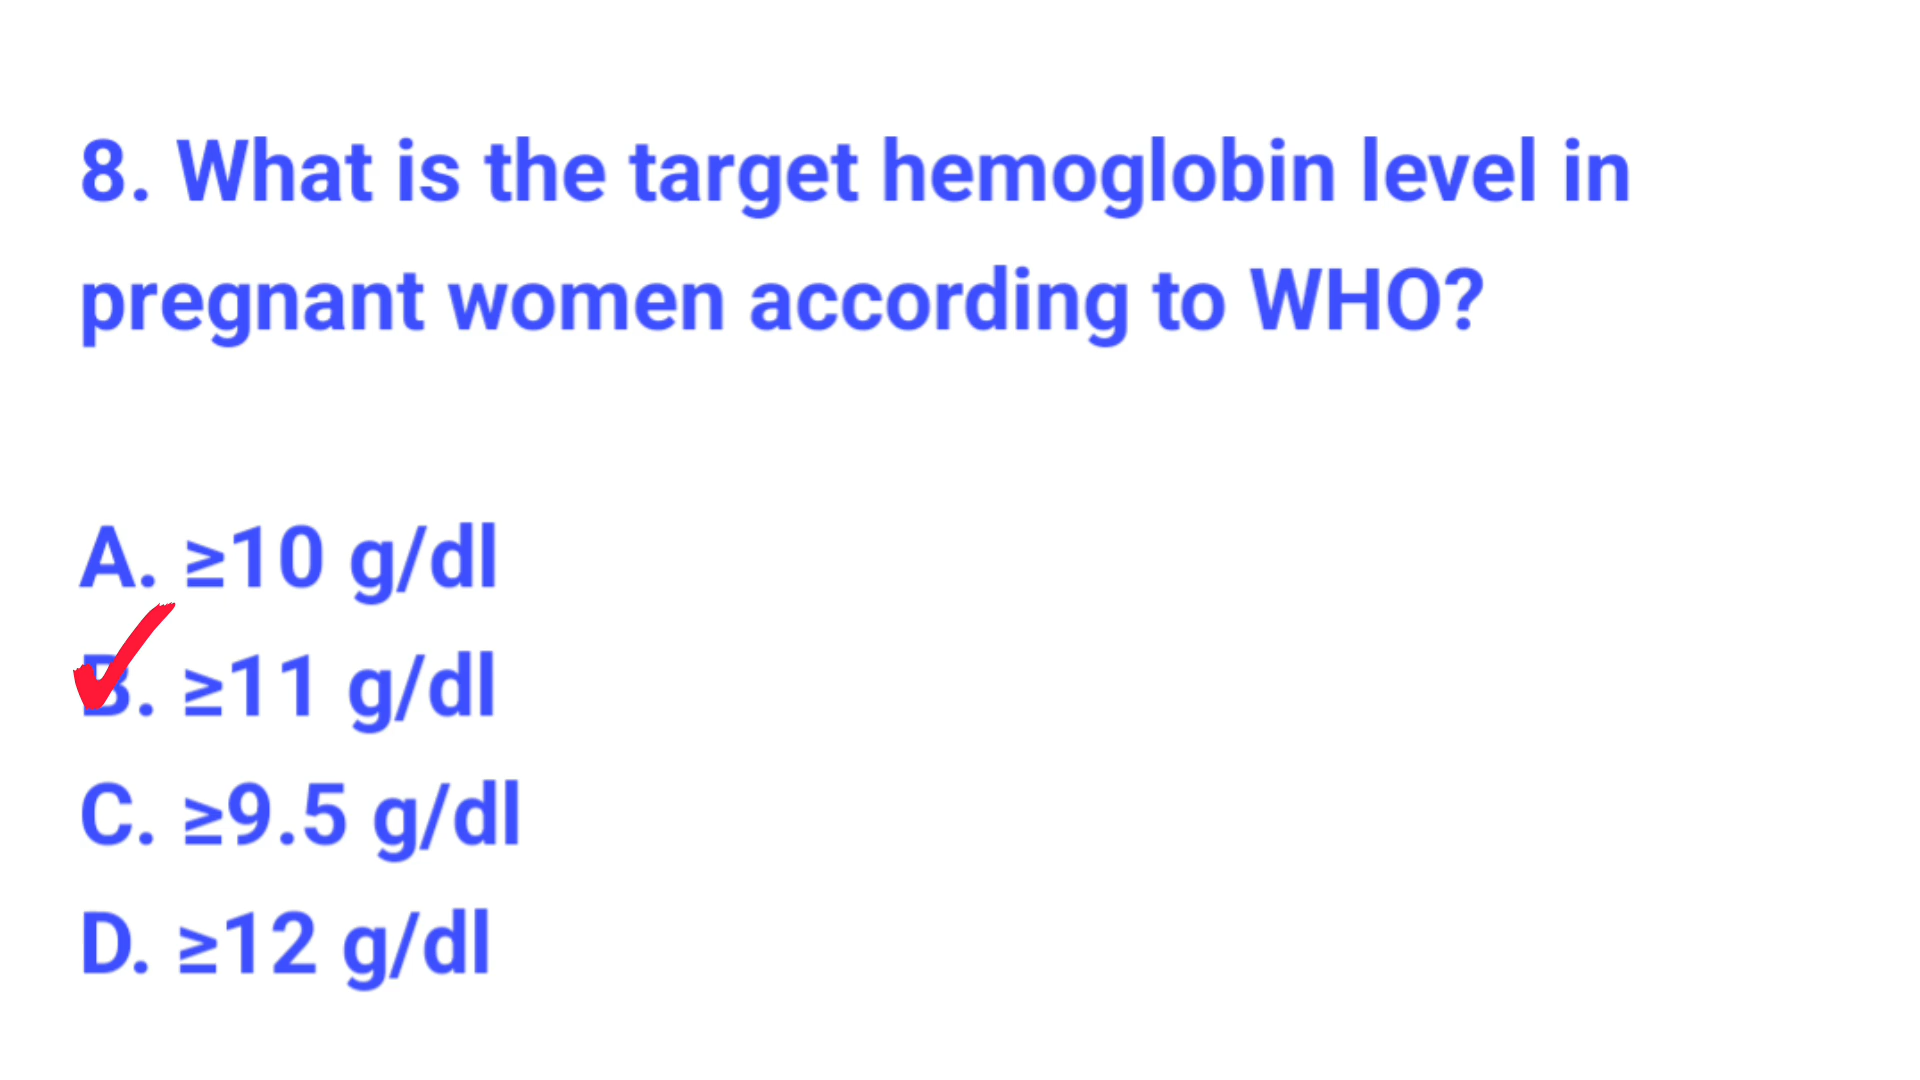 8. What is the target hemoglobin level in
pregnant women according to WHO?
A. ≥10 g/dl
B. ≥11 g/dl
C. ≥9.5 g/dl
D. ≥12 g/dl